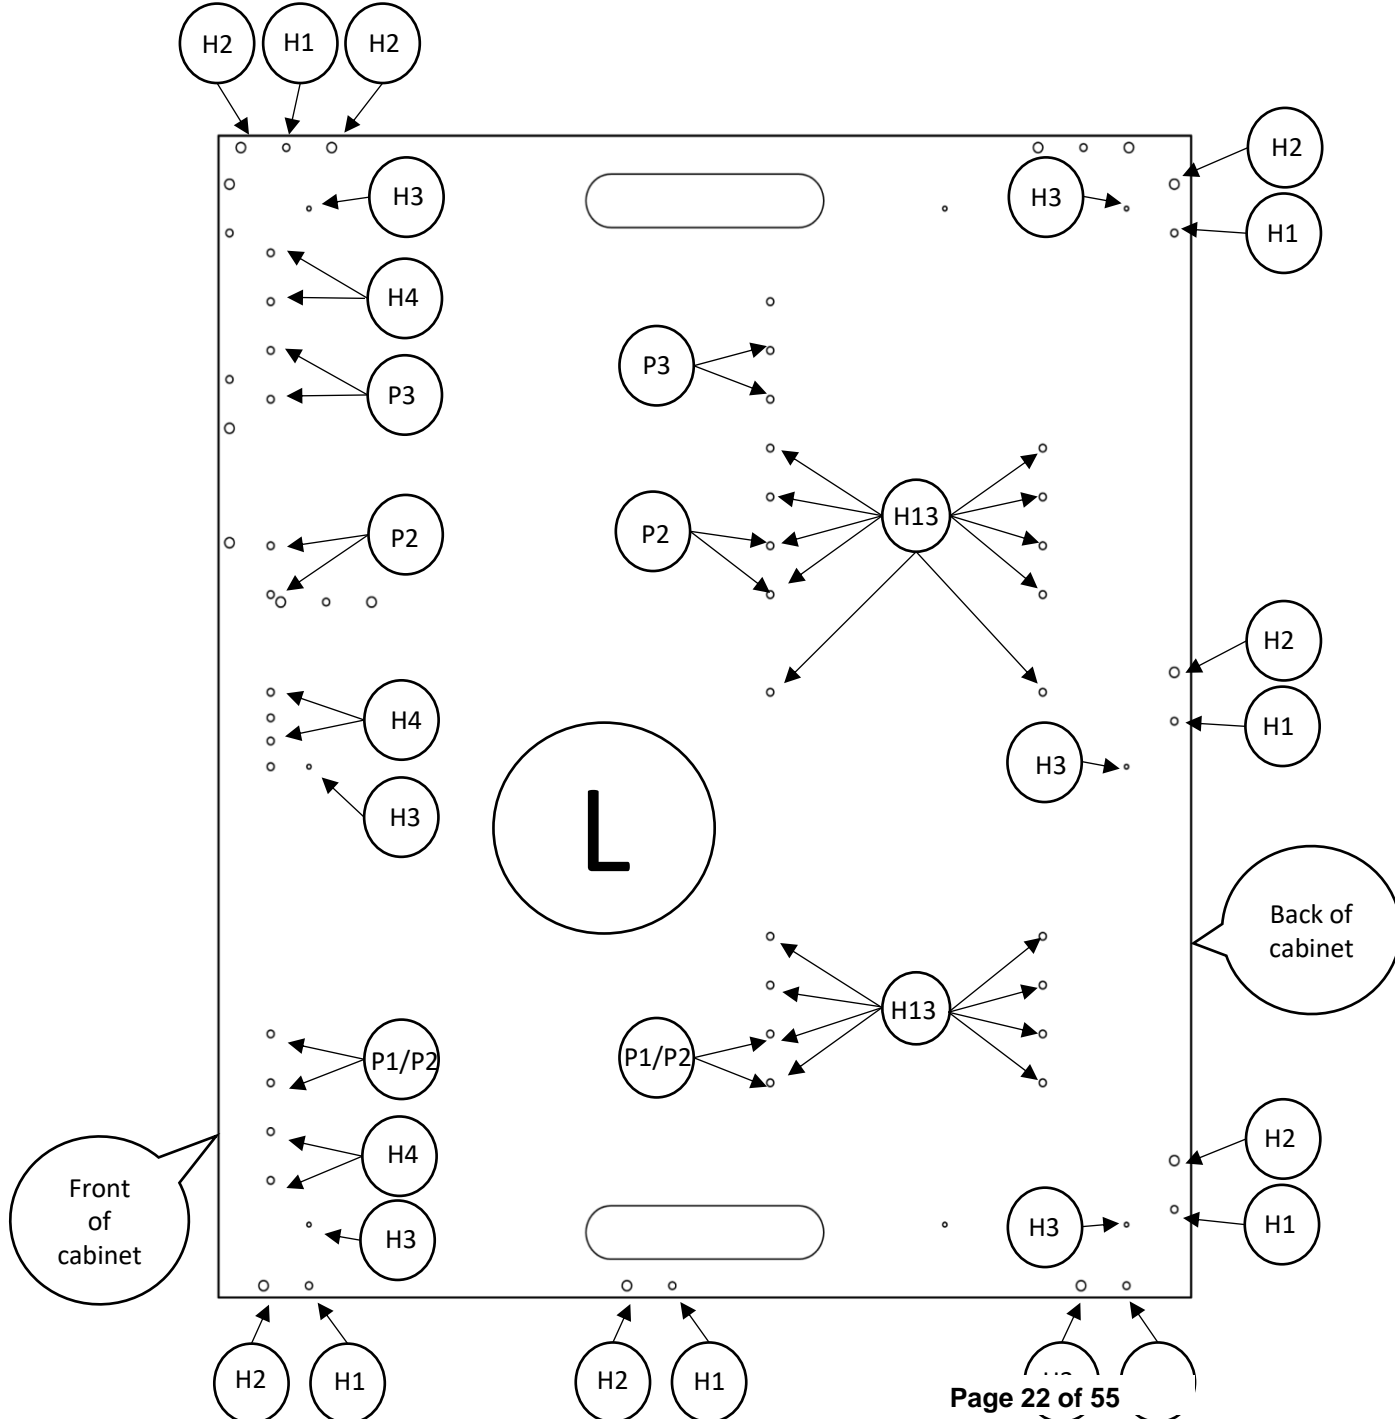 H2 H1 H2
H2
H3
H3
H1
H4
P3
P3
H13
P2
P2
H2
H4
H1
H3
H3
L
Back of
cabinet
H13
P1/P2
P1/P2
H2
H4
Front
of
cabinet
H3
H1
H3
H2
H1
H2
H1
Page 22 of 55